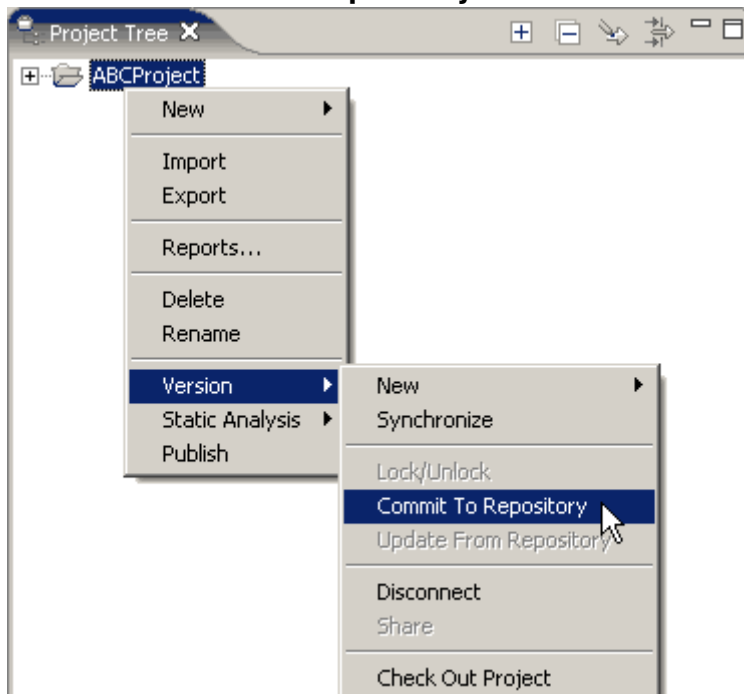 Project Tree
ABCProject
New
Import
Export
Reports...
Delete
Rename
Version
Static Analysis
Publish
New
Synchronize
Lock/Unlock
Commit To Repository
Update From Repository
Disconnect
Share
Check Out Project